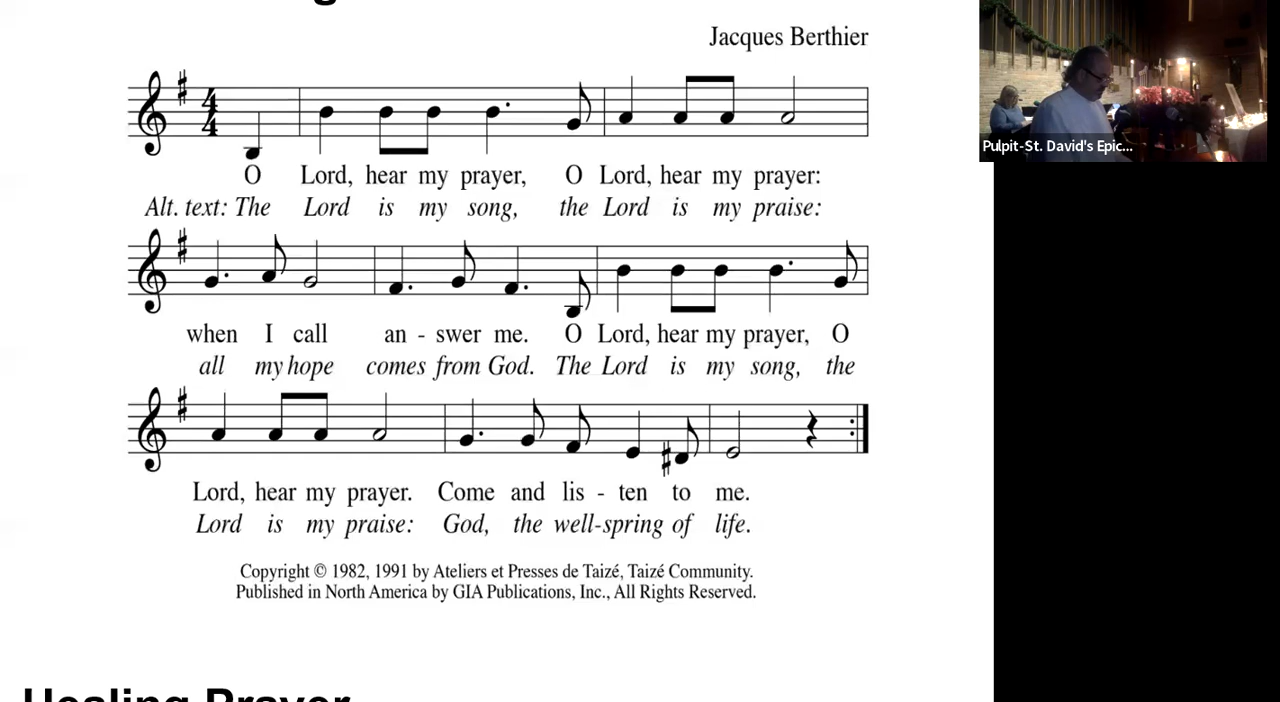 Jacques Berthier
O Lord, hear my prayer, O Lord, hear my prayer:
Alt. text: The Lord is my song, the Lord is my praise:
when I call an - swer me. O Lord, hear my prayer, O
all my hope comes from God. The Lord is my song, the
Lord, hear my prayer. Come and lis - ten to me.
Lord is my praise: God, the well-spring of life.
Copyright © 1982, 1991 by Ateliers et Presses de Taizé, Taizé Community.
Published in North America by GIA Publications, Inc., All Rights Reserved.
Healing Prayer
Pulpit-St. David's Epic...